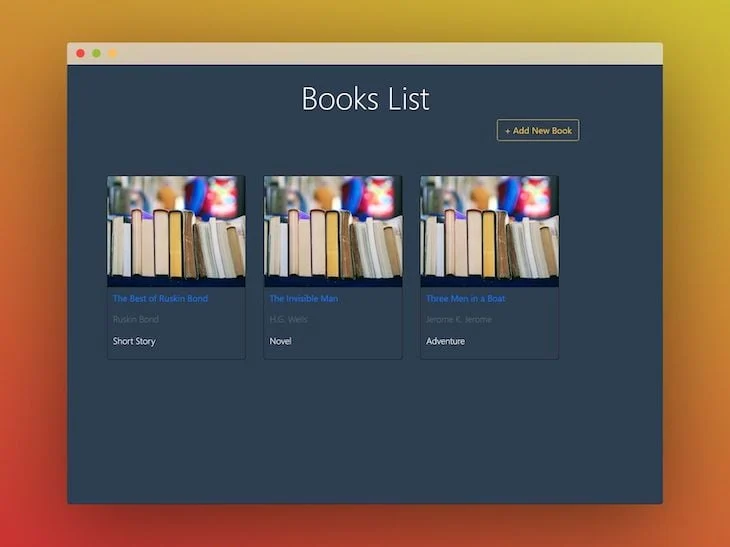 Books List
+ Add New Book
The Best of Ruskin Bond
Ruskin Bond
Short Story
The Invisible Man
H.G. Wells
Novel
Three Men in a Boat
Jerome K. Jerome
Adventure